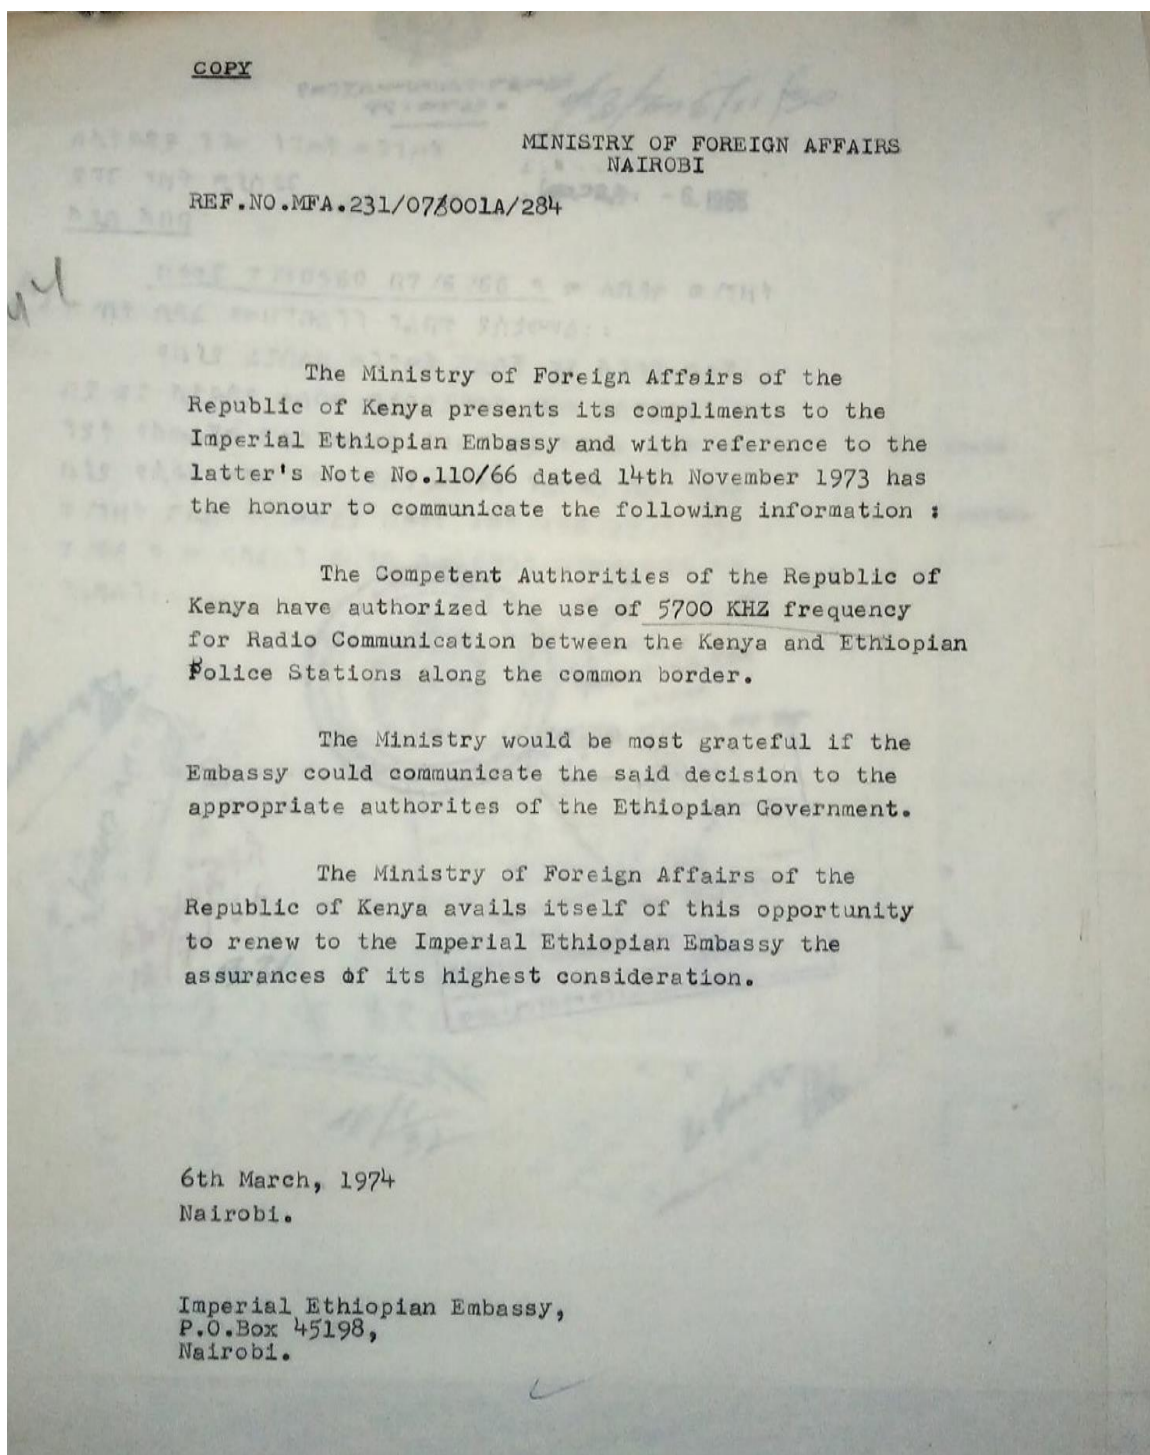 COPY
MINISTRY OF FOREIGN AFFAIRS
NAIROBI
REF.NO.MFA.231/07/001A/284
The Ministry of Foreign Affairs of the
Republic of Kenya presents its compliments to the
Imperial Ethiopian Embassy and with reference to the
latter's Note No.110/66 dated 14th November 1973 has
the honour to communicate the following information :
The Competent Authorities of the Republic of
Kenya have authorized the use of 5700 KHZ frequency
for Radio Communication between the Kenya and Ethiopian
Police Stations along the common border.
The Ministry would be most grateful if the
Embassy could communicate the said decision to the
appropriate authorites of the Ethiopian Government.
The Ministry of Foreign Affairs of the
Republic of Kenya avails itself of this opportunity
to renew to the Imperial Ethiopian Embassy the
assurances of its highest consideration.
6th March, 1974
Nairobi.
Imperial Ethiopian Embassy,
P.O.Box 45198,
Nairobi.